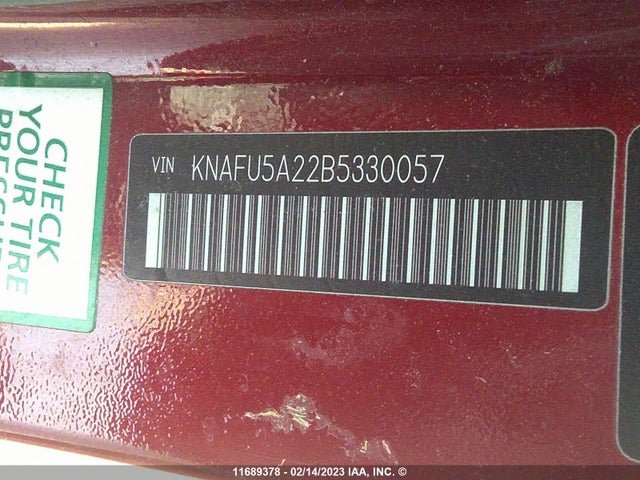 CHECK
YOUR TIRE
VIN KNAFU5A22B5330057
11689378 - 02/14/2023 IAA, INC. ©